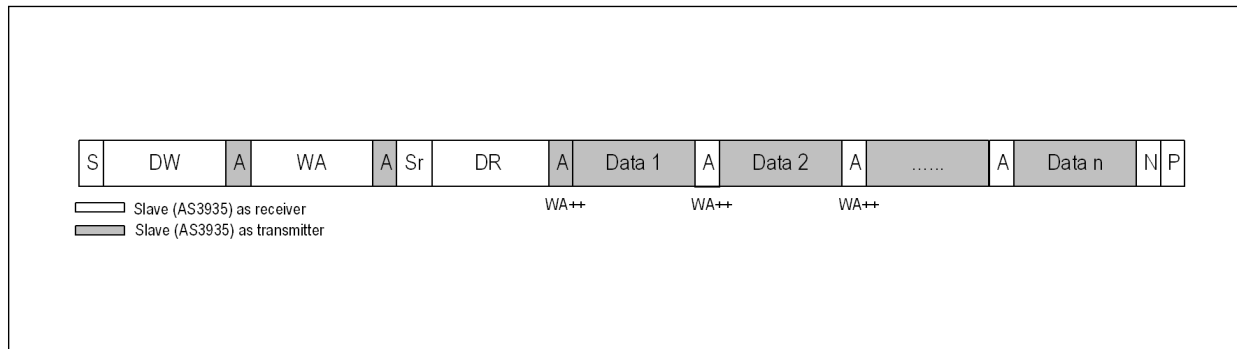 S DW A WA A Sr DR A Data 1 A Data 2 A ...... A Data n N P
WA++ WA++ WA++
Slave (AS3935) as receiver
Slave (AS3935) as transmitter